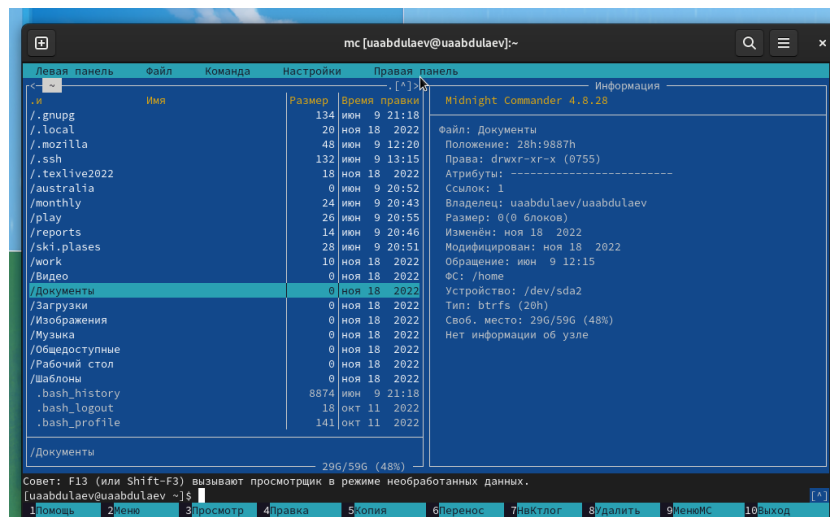 mc [uaabdulaev@uaabdulaev]:~
Левая панель Файл Команда Настройки Правая панель
<─ ~ .[^]>
.и Имя Размер Время правки
/.gnupg 134 июн 9 21:18
/.local 20 ноя 18 2022
/.mozilla 48 июн 9 12:20
/.ssh 132 июн 9 13:15
/.texlive2022 18 ноя 18 2022
/australia 0 июн 9 20:52
/monthly 24 июн 9 20:43
/play 26 июн 9 20:55
/reports 14 июн 9 20:46
/ski.plases 28 июн 9 20:51
/work 10 ноя 18 2022
/Видео 0 ноя 18 2022
/Документы 0 ноя 18 2022
/Загрузки 0 ноя 18 2022
/Изображения 0 ноя 18 2022
/Музыка 0 ноя 18 2022
/Общедоступные 0 ноя 18 2022
/Рабочий стол 0 ноя 18 2022
/Шаблоны 0 ноя 18 2022
.bash_history 8874 июн 9 21:18
.bash_logout 18 окт 11 2022
.bash_profile 141 окт 11 2022
/Документы
29G/59G (48%)
Информация
Midnight Commander 4.8.28
Файл: Документы
Положение: 28h:9887h
Права: drwxr-xr-x (0755)
Атрибуты: -------------------------
Ссылок: 1
Владелец: uaabdulaev/uaabdulaev
Размер: 0(0 блоков)
Изменён: ноя 18 2022
Модифицирован: ноя 18 2022
Обращение: июн 9 12:15
ФС: /home
Устройство: /dev/sda2
Тип: btrfs (20h)
Своб. место: 29G/59G (48%)
Нет информации об узле
Совет: F13 (или Shift-F3) вызывают просмотрщик в режиме необработанных данных.
[uaabdulaev@uaabdulaev ~]$ [^]
1Помощь 2Меню 3Просмотр 4Правка 5Копия 6Перенос 7НвКтлог 8Удалить 9МенюМС 10Выход